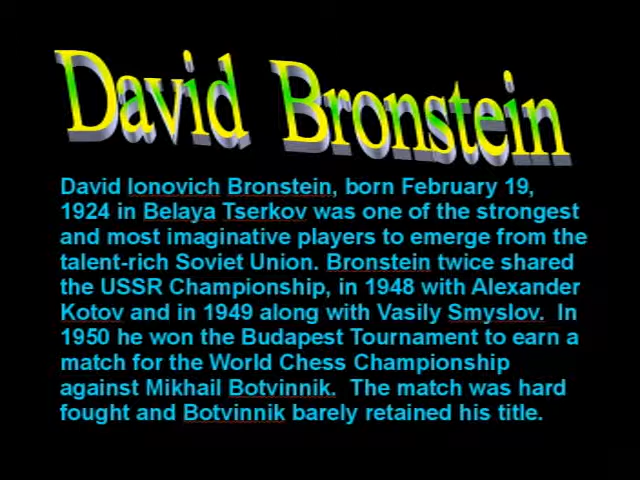 David Bronstein
David Ionovich Bronstein, born February 19,
1924 in Belaya Tserkov was one of the strongest
and most imaginative players to emerge from the
talent-rich Soviet Union. Bronstein twice shared
the USSR Championship, in 1948 with Alexander
Kotov and in 1949 along with Vasily Smyslov.  In
1950 he won the Budapest Tournament to earn a
match for the World Chess Championship
against Mikhail Botvinnik.  The match was hard
fought and Botvinnik barely retained his title.